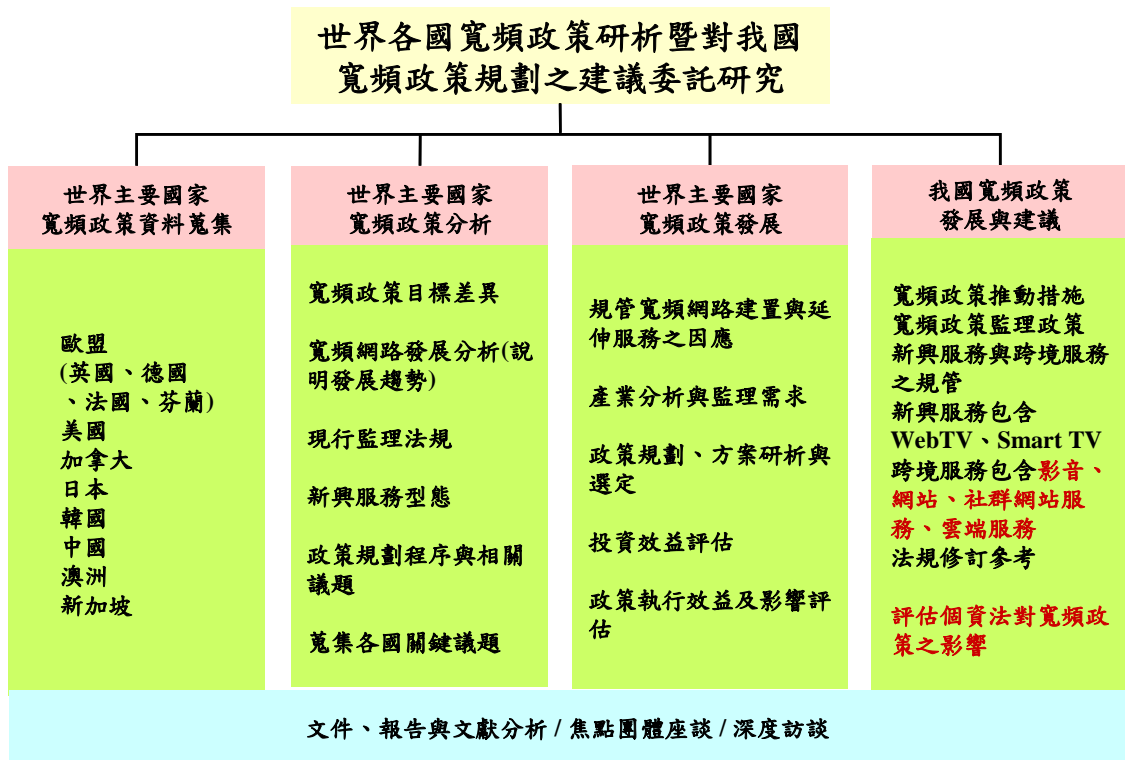 世界各國寬頻政策研析暨對我國
寬頻政策規劃之建議委託研究
世界主要國家
寬頻政策資料蒐集
歐盟
(英國、德國
、法國、芬蘭)
美國
加拿大
日本
韓國
中國
澳洲
新加坡
世界主要國家
寬頻政策分析
寬頻政策目標差異
寬頻網路發展分析(說
明發展趨勢)
現行監理法規
新興服務型態
政策規劃程序與相關
議題
蒐集各國關鍵議題
世界主要國家
寬頻政策發展
規管寬頻網路建置與延
伸服務之因應
產業分析與監理需求
政策規劃、方案研析與
選定
投資效益評估
政策執行效益及影響評
估
我國寬頻政策
發展與建議
寬頻政策推動措施
寬頻政策監理政策
新興服務與跨境服務
之規管
新興服務包含
WebTV、Smart TV
跨境服務包含影音、
網站、社群網站服
務、雲端服務
法規修訂參考
評估個資法對寬頻政
策之影響
文件、報告與文獻分析 / 焦點團體座談 / 深度訪談